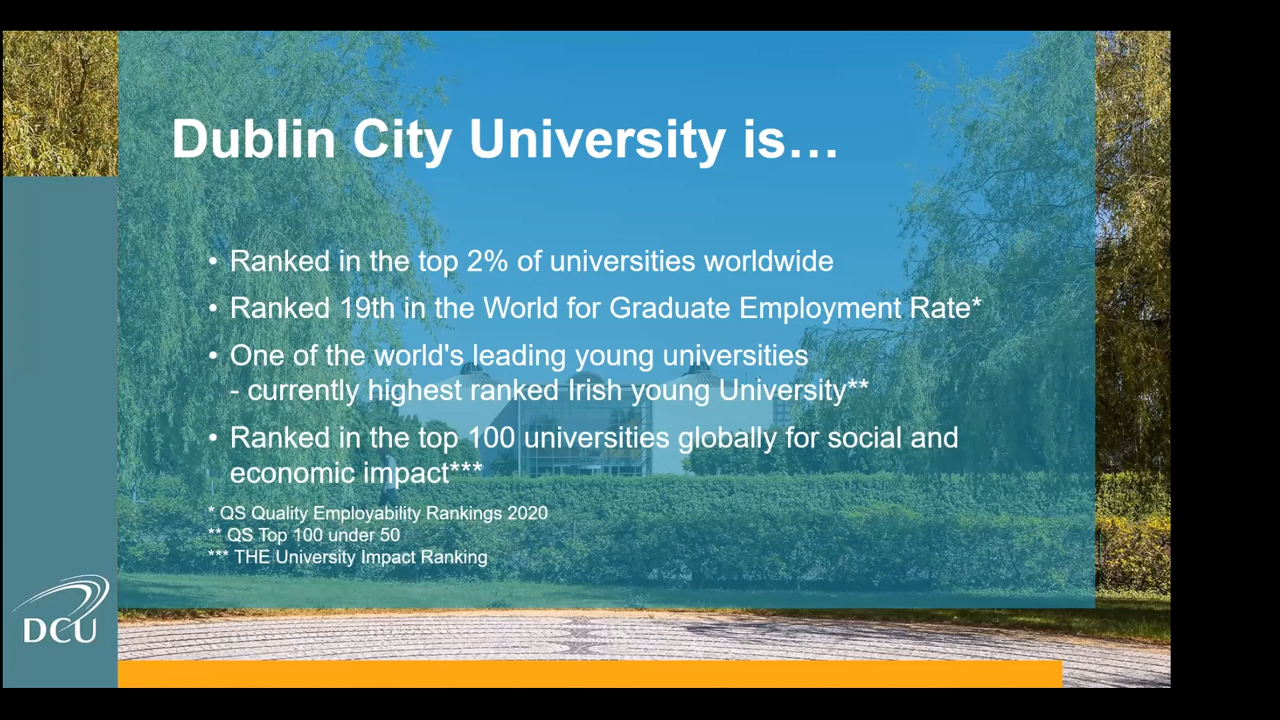 Dublin City University is…
• Ranked in the top 2% of universities worldwide
• Ranked 19th in the World for Graduate Employment Rate*
• One of the world's leading young universities
- currently highest ranked Irish young University**
• Ranked in the top 100 universities globally for social and
economic impact***
* QS Quality Employability Rankings 2020
** QS Top 100 under 50
*** THE University Impact Ranking
DCU